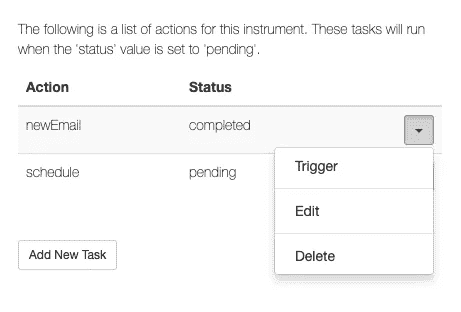 The following is a list of actions for this instrument. These tasks will run
when the 'status' value is set to 'pending'.
Action Status
newEmail completed
Trigger
schedule pending
Edit
Add New Task
Delete